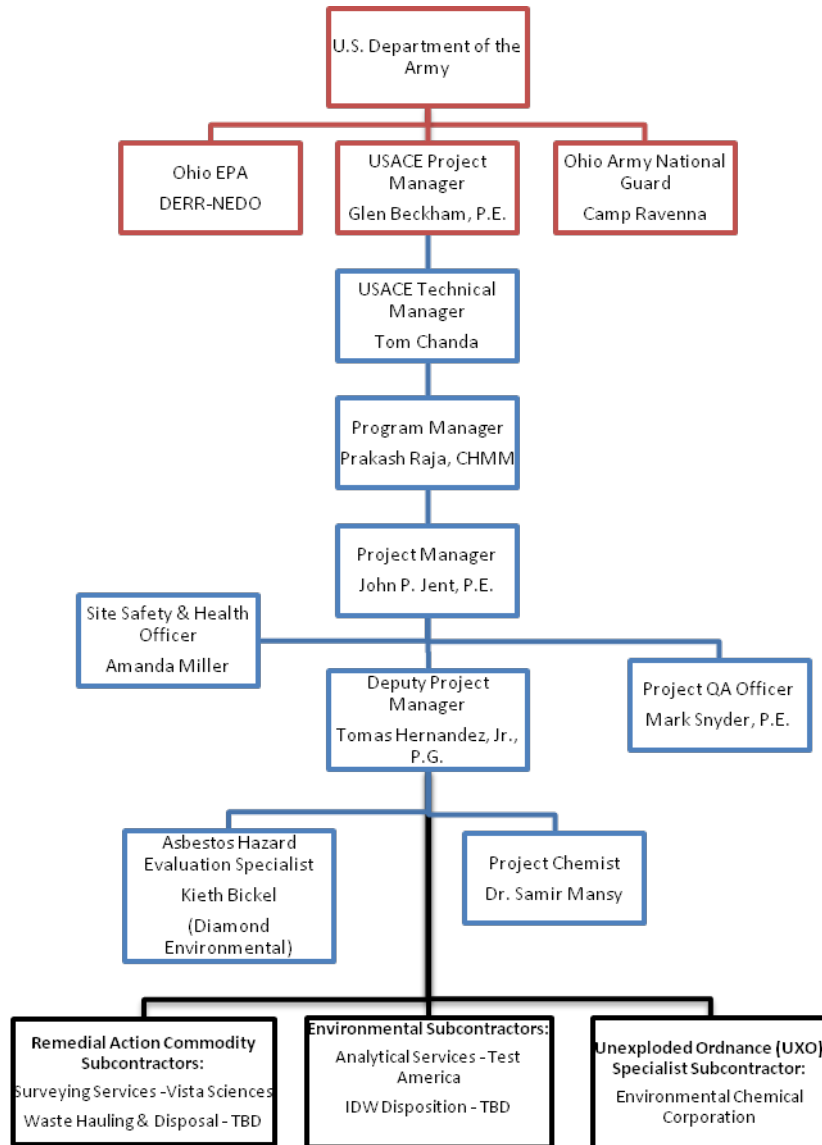 U.S. Department of the
Army
Ohio EPA
DERR-NEDO
USACE Project
Manager
Glen Beckham, P.E.
Ohio Army National
Guard
Camp Ravenna
USACE Technical
Manager
Tom Chanda
Program Manager
Prakash Raja, CHMM
Project Manager
John P. Jent, P.E.
Site Safety & Health
Officer
Amanda Miller
Deputy Project
Manager
Tomas Hernandez, Jr.,
P.G.
Project QA Officer
Mark Snyder, P.E.
Asbestos Hazard
Evaluation Specialist
Kieth Bickel
(Diamond
Environmental)
Project Chemist
Dr. Samir Mansy
Remedial Action Commodity
Subcontractors:
Surveying Services -Vista Sciences
Waste Hauling & Disposal - TBD
Environmental Subcontractors:
Analytical Services - Test
America
IDW Disposition - TBD
Unexploded Ordnance (UXO)
Specialist Subcontractor:
Environmental Chemical
Corporation